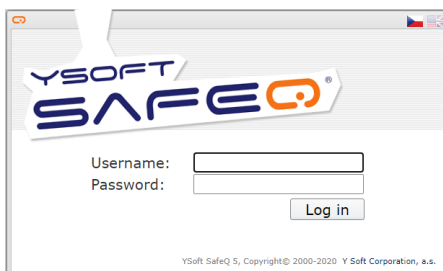 YSOFT
SAFEQ®
Username:
Password:
Log in
YSoft SafeQ 5, Copyright© 2000-2020 Y Soft Corporation, a.s.